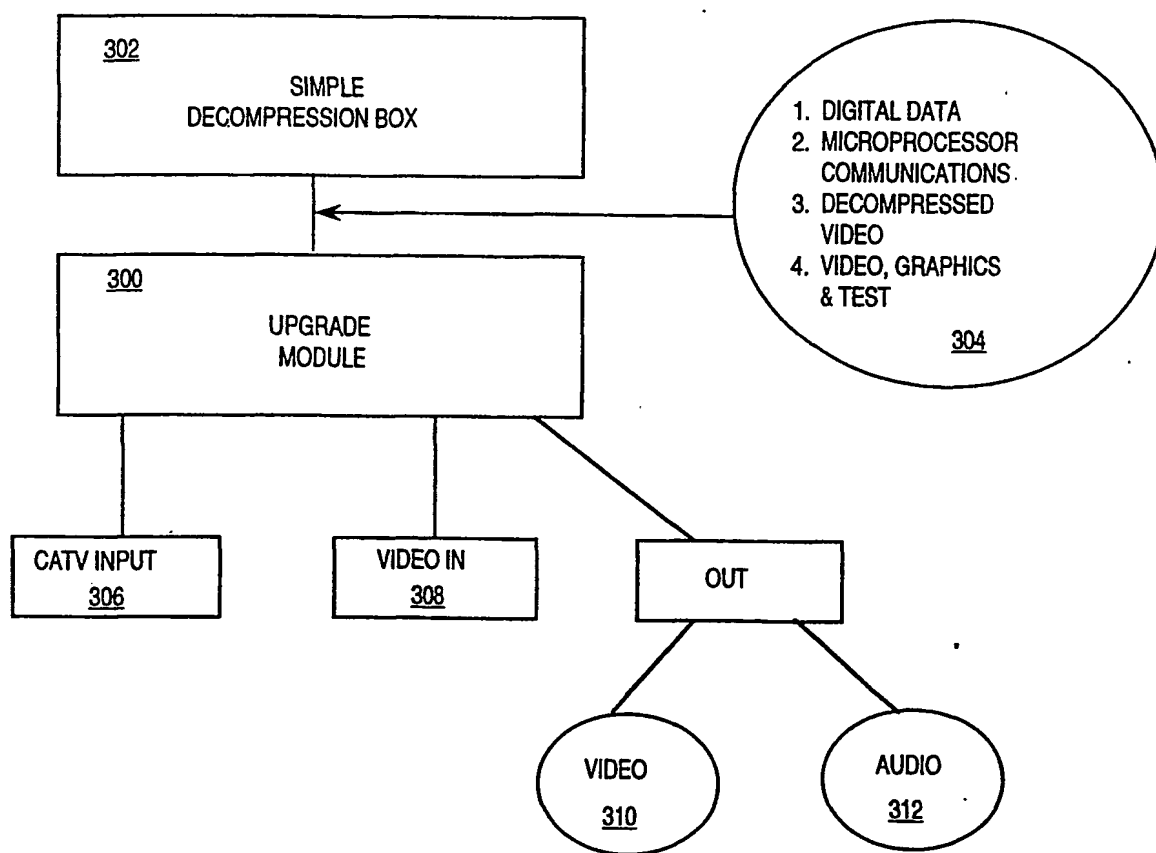 302
SIMPLE
DECOMPRESSION BOX
1. DIGITAL DATA
2. MICROPROCESSOR
COMMUNICATIONS
3. DECOMPRESSED
VIDEO
4. VIDEO, GRAPHICS
& TEST
304
300
UPGRADE
MODULE
CATV INPUT
306
VIDEO IN
308
OUT
VIDEO
310
AUDIO
312